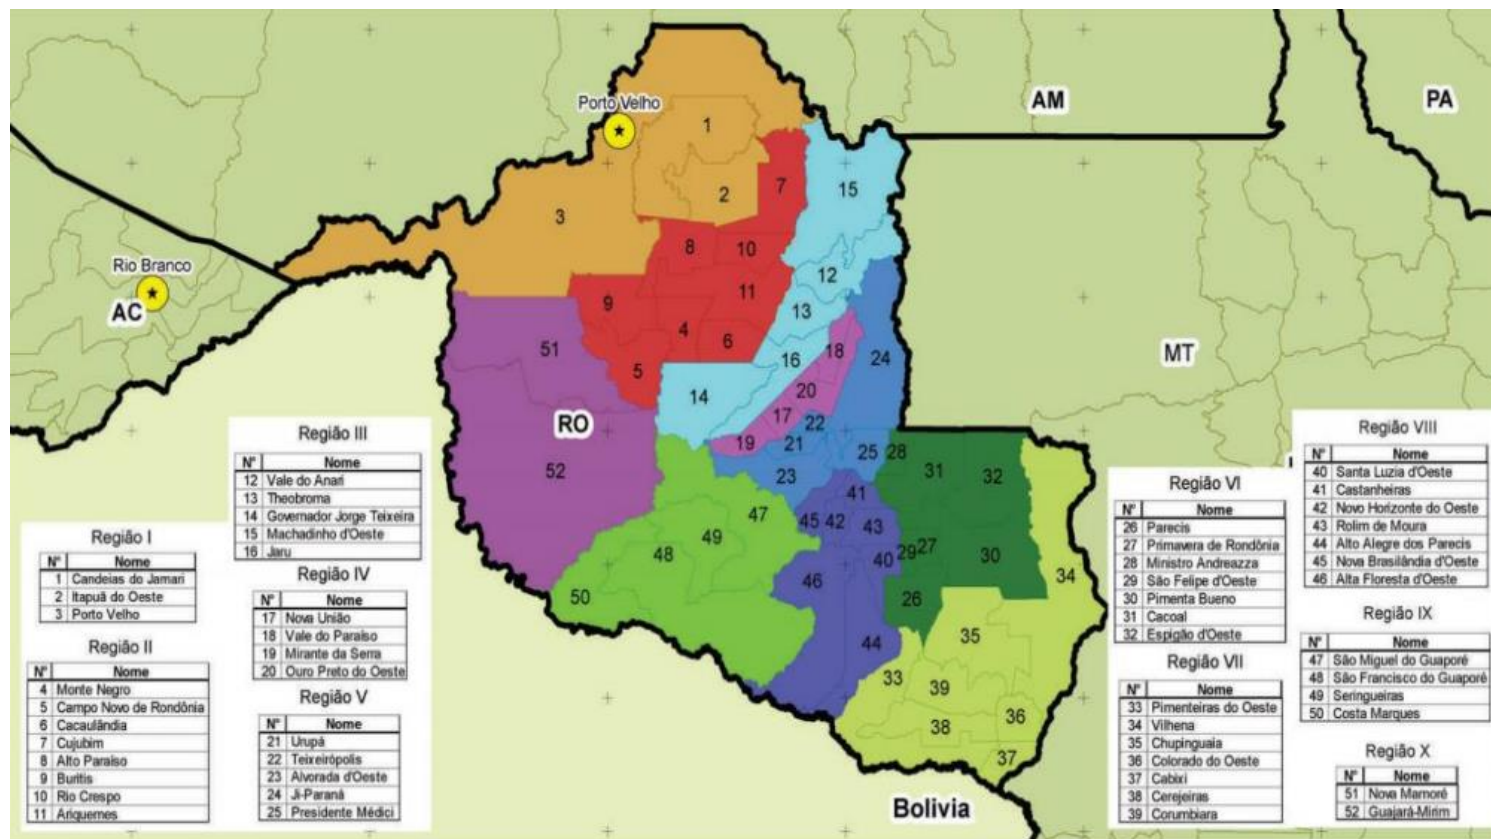 Porto Velho
AM
PA
1
7
2
15
3
8
10
Rio Branco
12
AC
9
11
13
4
6
18
MT
51
16
24
5
20
14
17
RO
22
19
21
25
28
52
23
31
32
41
47
45
42
43
49
48
40
29
27
30
46
34
50
26
35
44
33
39
36
38
37
Bolivia
Região I
N° Nome
1 Candeias do Jamari
2 Itapuã do Oeste
3 Porto Velho
Região II
N° Nome
4 Monte Negro
5 Campo Novo de Rondônia
6 Cacaulândia
7 Cujubim
8 Alto Paraíso
9 Buritis
10 Rio Crespo
11 Ariquemes
Região III
N° Nome
12 Vale do Anari
13 Theobroma
14 Governador Jorge Teixeira
15 Machadinho d'Oeste
16 Jaru
Região IV
N° Nome
17 Nova União
18 Vale do Paraíso
19 Mirante da Serra
20 Ouro Preto do Oeste
Região V
N° Nome
21 Urupá
22 Teixeirópolis
23 Alvorada d'Oeste
24 Ji-Paraná
25 Presidente Médici
Região VI
N° Nome
26 Parecis
27 Primavera de Rondônia
28 Ministro Andreazza
29 São Felipe d'Oeste
30 Pimenta Bueno
31 Cacoal
32 Espigão d'Oeste
Região VII
N° Nome
33 Pimenteiras do Oeste
34 Vilhena
35 Chupinguaia
36 Colorado do Oeste
37 Cabixi
38 Cerejeiras
39 Corumbiara
Região VIII
N° Nome
40 Santa Luzia d'Oeste
41 Castanheiras
42 Novo Horizonte do Oeste
43 Rolim de Moura
44 Alto Alegre dos Parecis
45 Nova Brasilândia d'Oeste
46 Alta Floresta d'Oeste
Região IX
N° Nome
47 São Miguel do Guaporé
48 São Francisco do Guaporé
49 Seringueiras
50 Costa Marques
Região X
N° Nome
51 Nova Mamoré
52 Guajará-Mirim